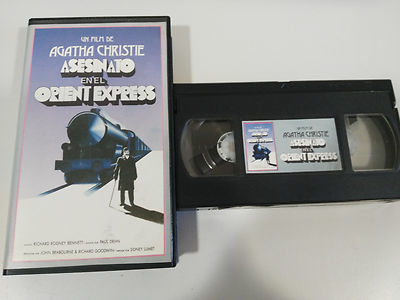 UN FILM DE
AGATHA CHRISTIE
ASESINATO
EN EL
ORIENT EXPRESS
RICHARD RODNEY BENNETT PAUL DEHN
JOHN BRABOURNE & RICHARD GOODWIN SIDNEY LUMET
UN FILM DE
AGATHA CHRISTIE
ASESINATO
EN EL
ORIENT EXPRESS